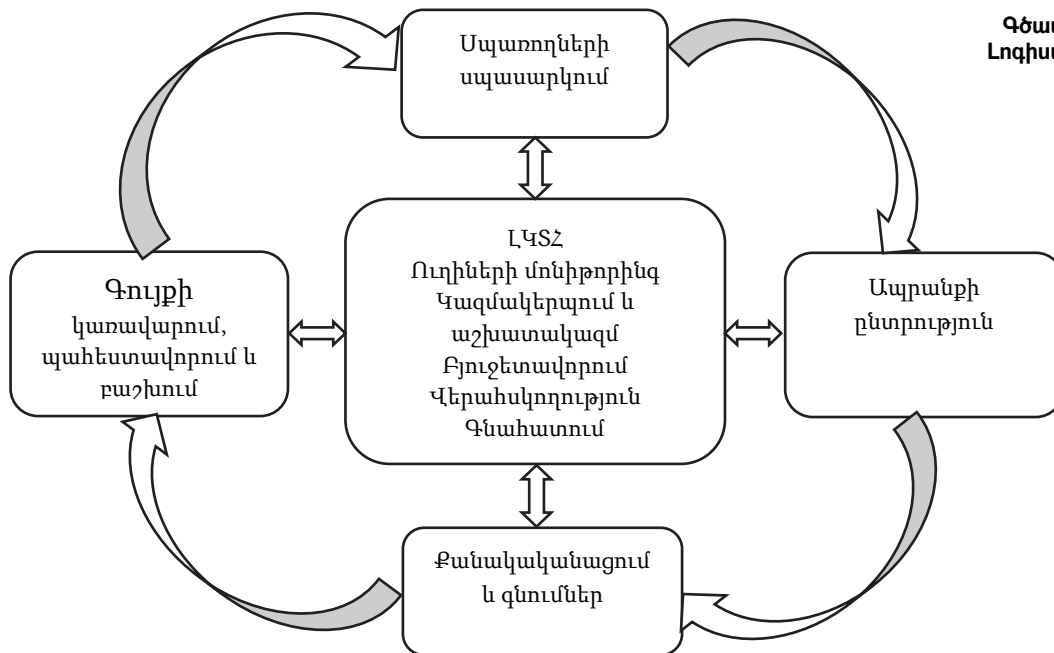 Սպառողների
սպասարկում
ԼԿՏՀ
Ուղիների մոնիթորինգ
Կազմակերպում և
աշխատակազմ
Բյուջետավորում
Վերահսկողություն
Գնահատում
Գույքի
կառավարում,
պահեստավորում և
բաշխում
Ապրանքի
ընտրություն
Քանակականացում
և գնումներ